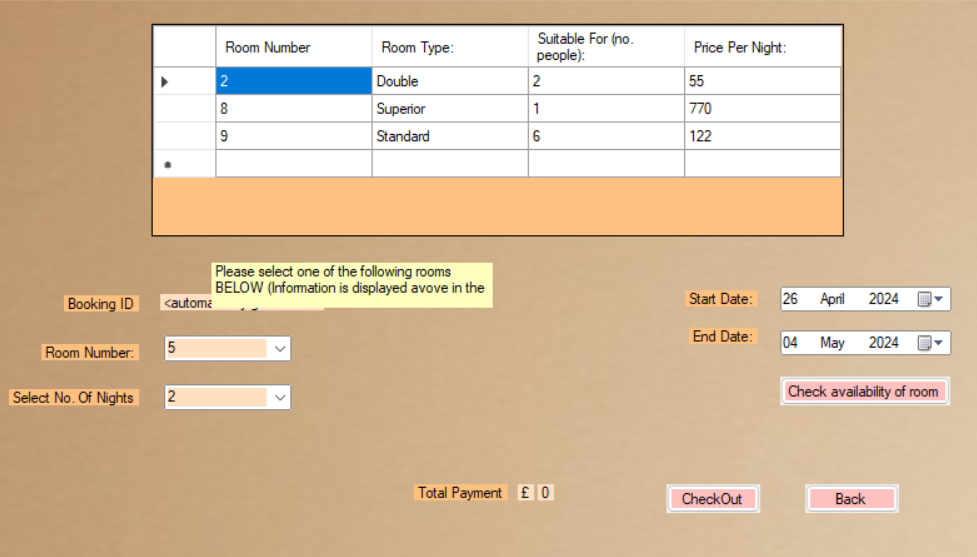 Room Number Room Type: Suitable For (no. people): Price Per Night:
2 Double 2 55
8 Superior 1 770
9 Standard 6 122
Please select one of the following rooms
BELOW (Information is displayed avove in the
Booking ID <automa
Start Date: 26 April 2024
End Date: 04 May 2024
Room Number: 5
Select No. Of Nights 2
Check availability of room
Total Payment £ 0
CheckOut Back